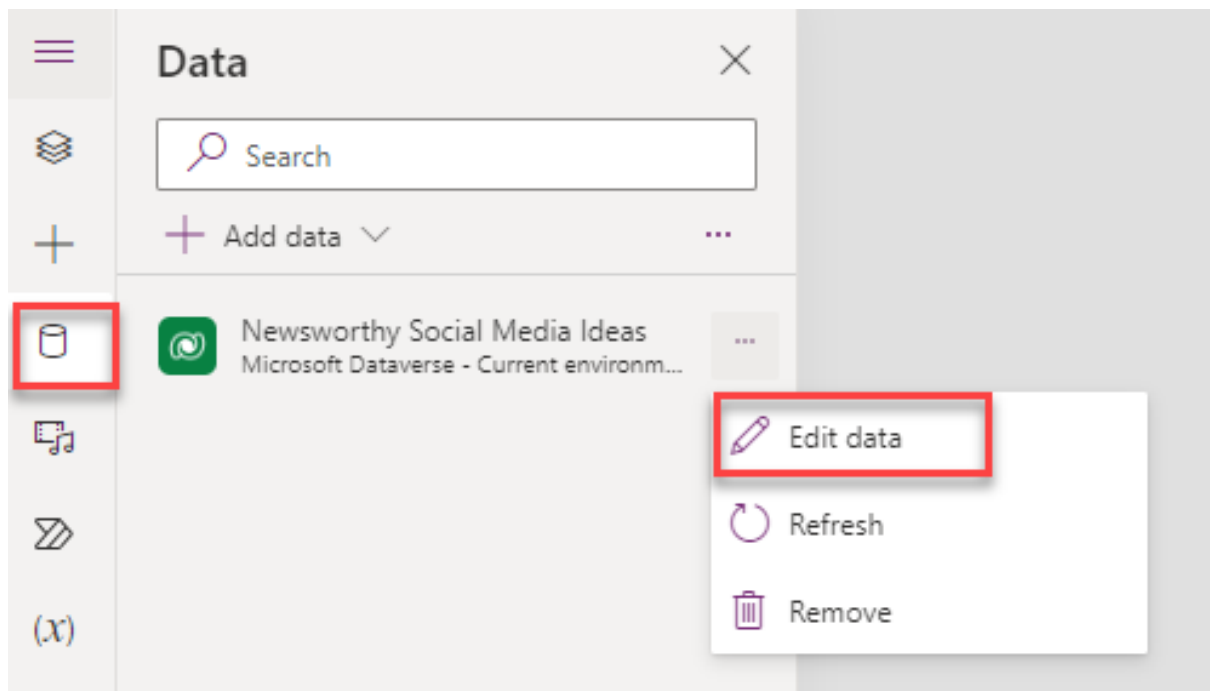 Data
Search
Add data
...
Newsworthy Social Media Ideas
Microsoft Dataverse - Current environm...
...
Edit data
Refresh
Remove
(x)